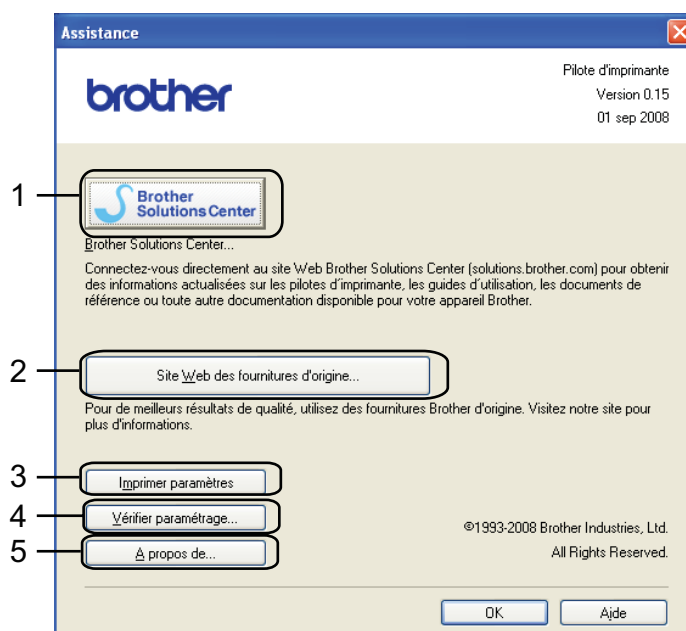 Assistance
brother
Pilote d'imprimante
Version 0.15
01 sep 2008
1
Brother
Solutions Center
Brother Solutions Center...
Connectez-vous directement au site Web Brother Solutions Center (solutions.brother.com) pour obtenir
des informations actualisées sur les pilotes d´imprimante, les guides d´utilisation, les documents de
référence ou toute autre documentation disponible pour votre appareil Brother.
2
Site Web des fournitures d'origine...
Pour de meilleurs résultats de qualité, utilisez des fournitures Brother d'origine. Visitez notre site pour
plus d'informations.
3
Imprimer paramètres
4
Vérifier paramétrage...
5
A propos de...
©1993-2008 Brother Industries, Ltd.
All Rights Reserved.
OK
Aide